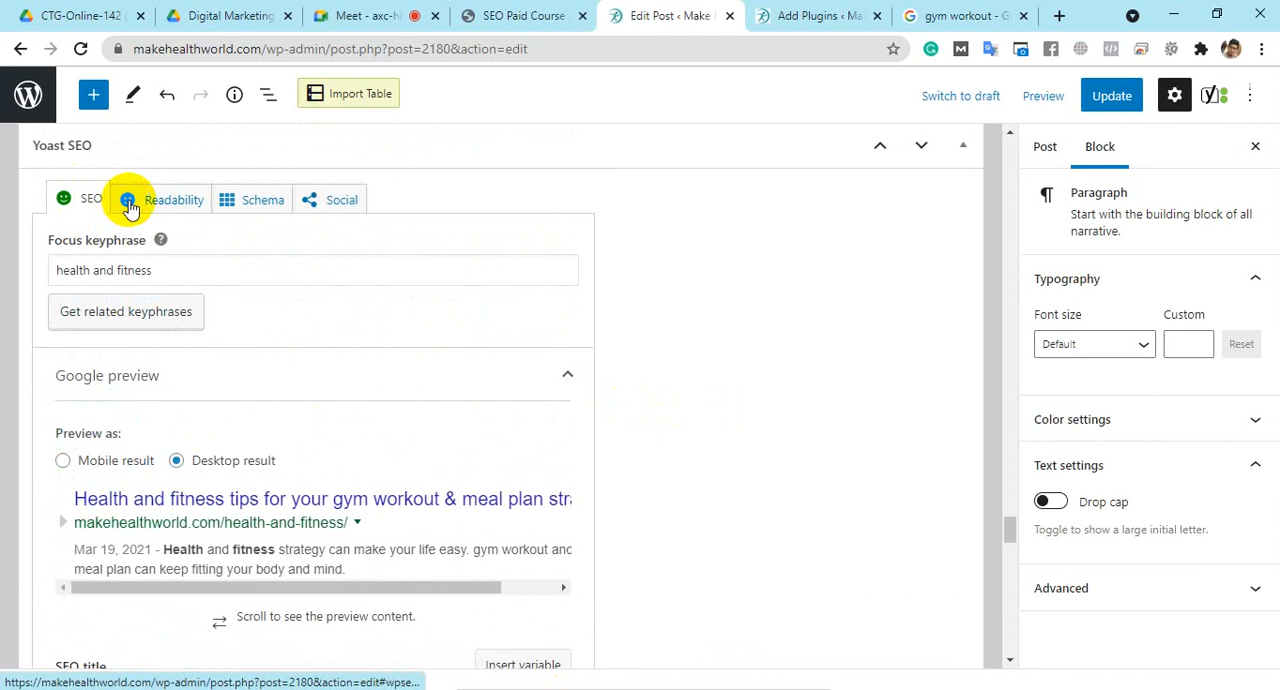 CTG-Online-142
Digital Marketing
Meet - axc-hi
SEO Paid Course
Edit Post ‹ Make
Add Plugins ‹ Ma
gym workout - G
makehealthworld.com/wp-admin/post.php?post=2180&action=edit
Import Table
Switch to draft
Preview
Update
Yoast SEO
SEO
Readability
Schema
Social
Focus keyphrase
health and fitness
Get related keyphrases
Google preview
Preview as:
Mobile result
Desktop result
Health and fitness tips for your gym workout & meal plan stra
makehealthworld.com/health-and-fitness/
Mar 19, 2021 - Health and fitness strategy can make your life easy. gym workout and
meal plan can keep fitting your body and mind.
Scroll to see the preview content.
SEO title
Insert variable
Post
Block
Paragraph
Start with the building block of all
narrative.
Typography
Font size
Custom
Default
Reset
Color settings
Text settings
Drop cap
Toggle to show a large initial letter.
Advanced
https://makehealthworld.com/wp-admin/post.php?post=2180&action=edit#wpse...